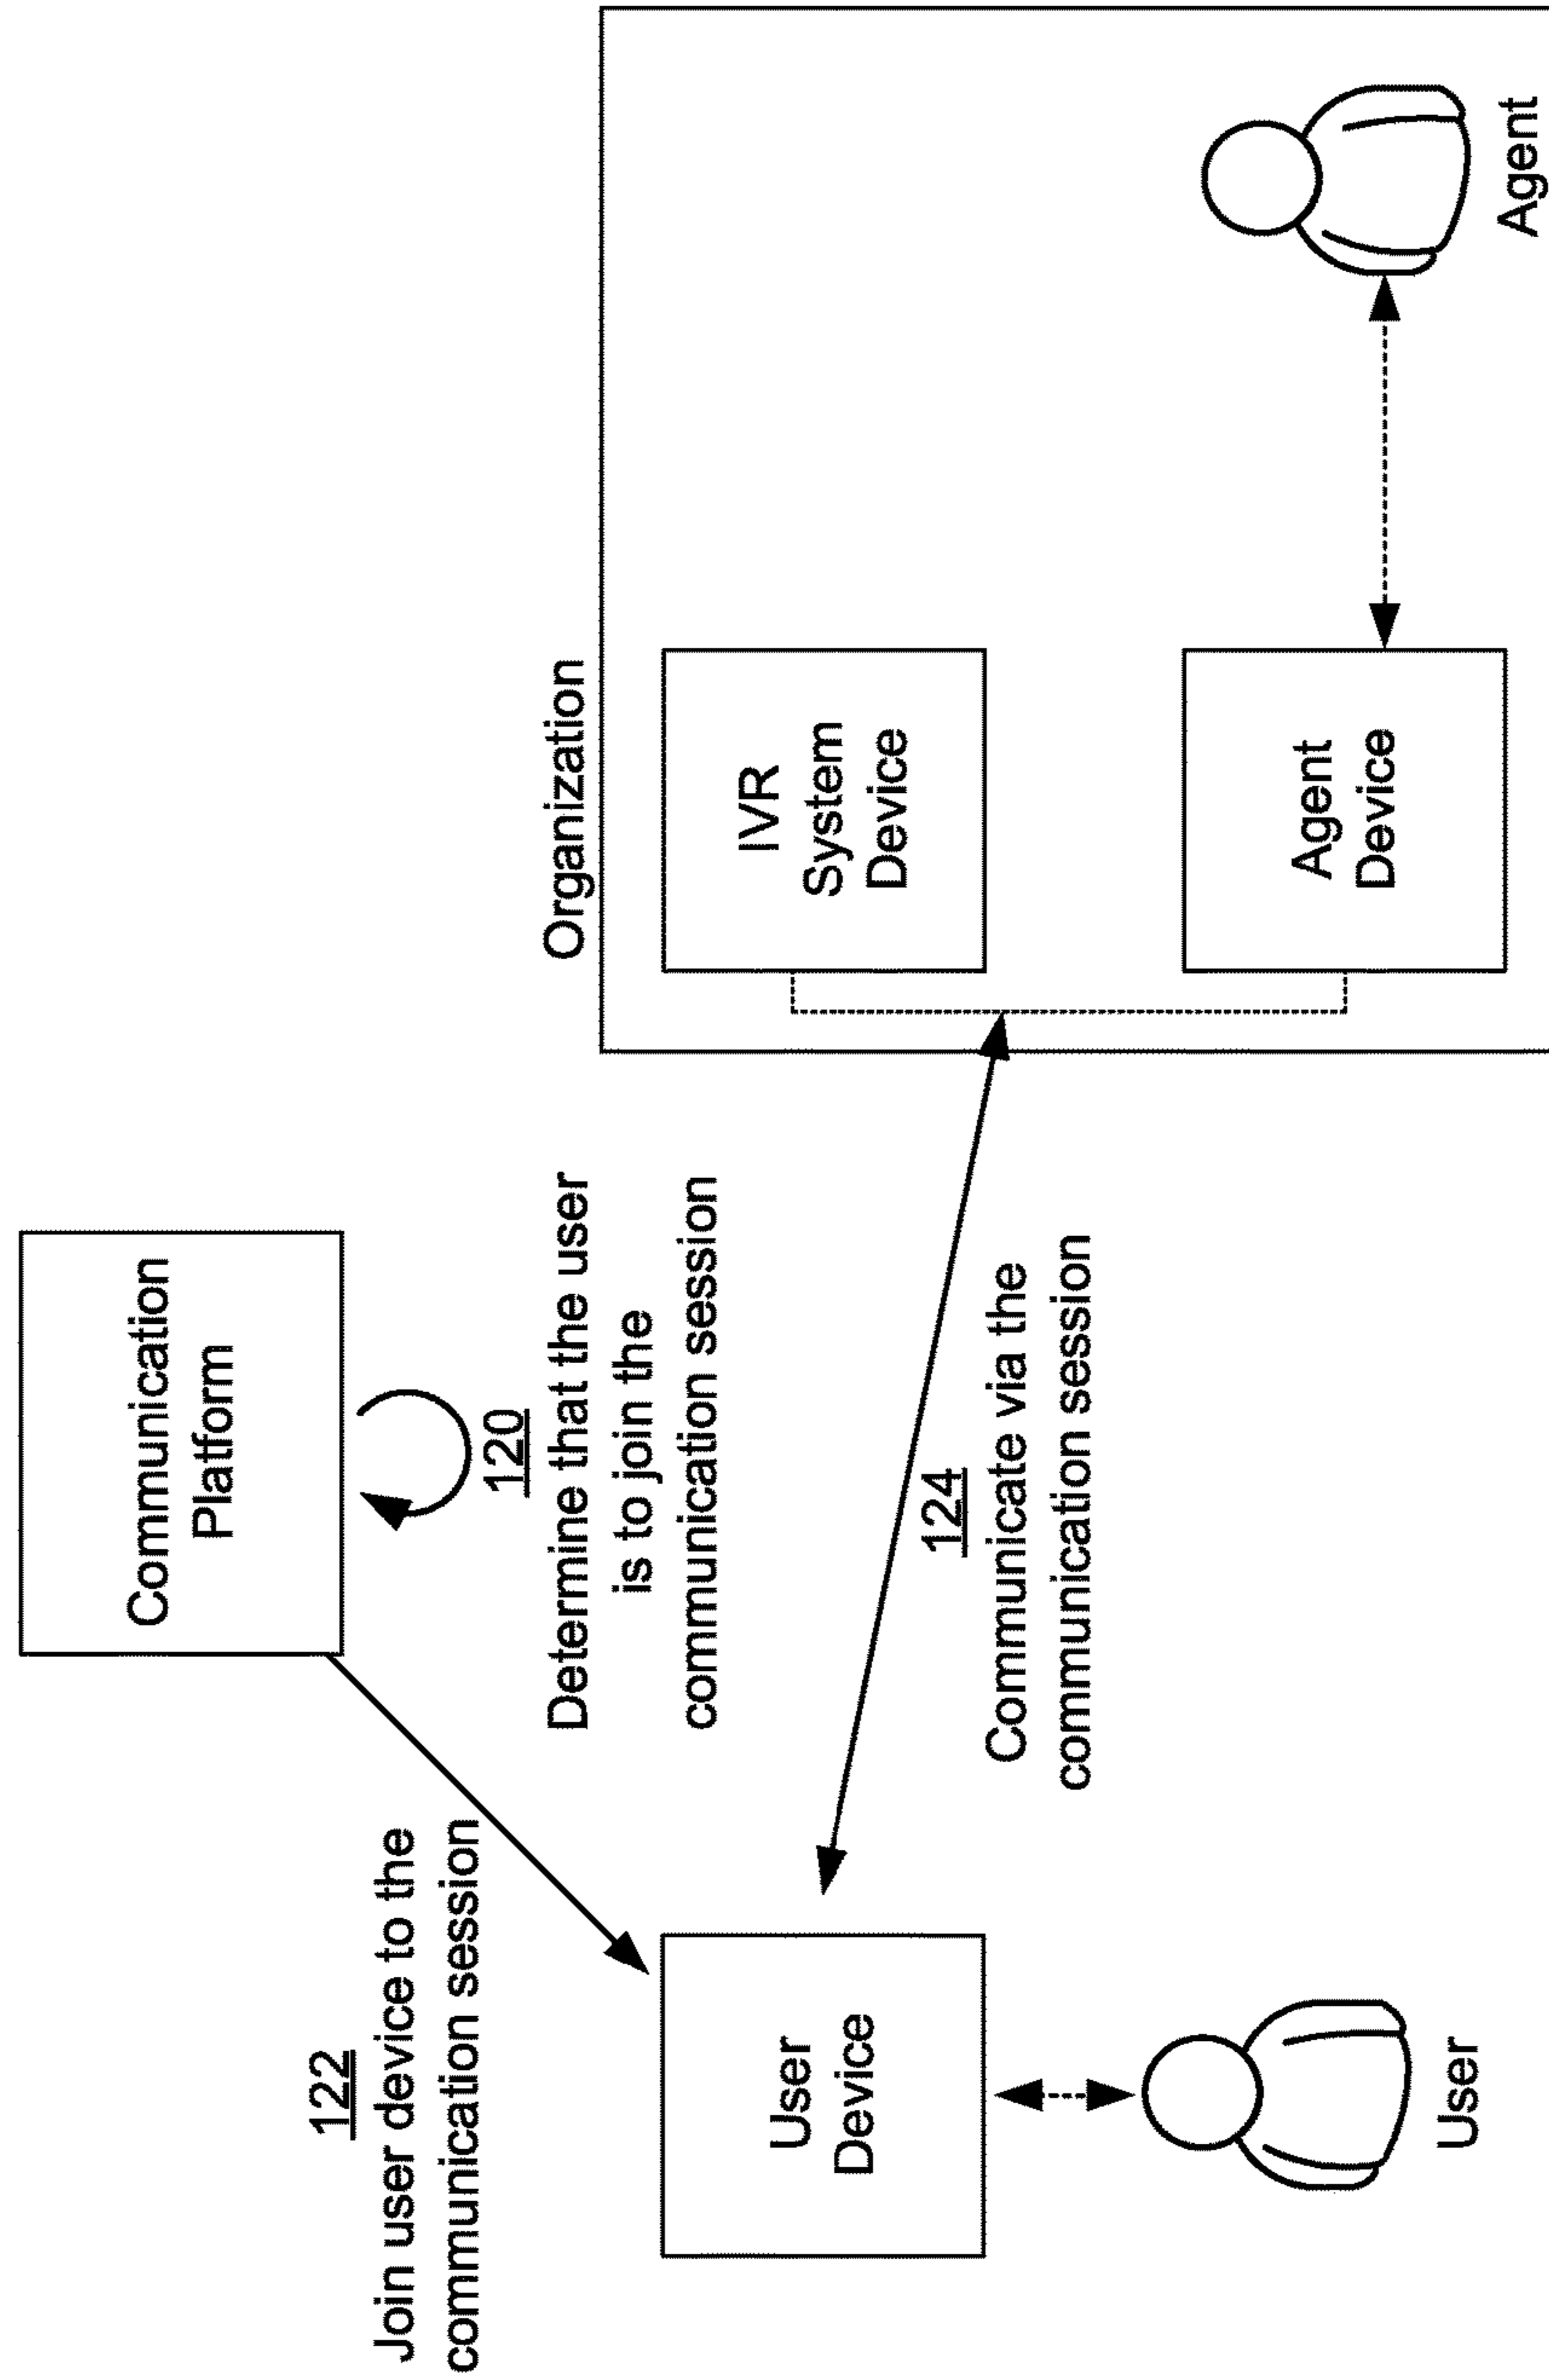 Communication
Platform
120
Determine that the user
is to join the
communication session
122
Join user device to the
communication session
Organization
IVR
System
Device
User
Device
124
Communicate via the
communication session
Agent
Device
User
Agent